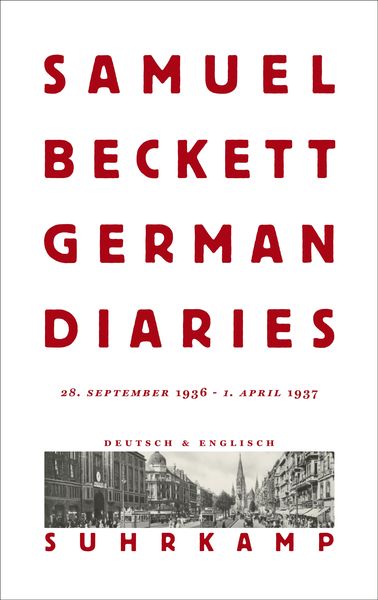 SAMUEL
BECKETT
GERMAN
DIARIES
28. SEPTEMBER 1936 - 1. APRIL 1937
DEUTSCH & ENGLISCH
SUHRKAMP